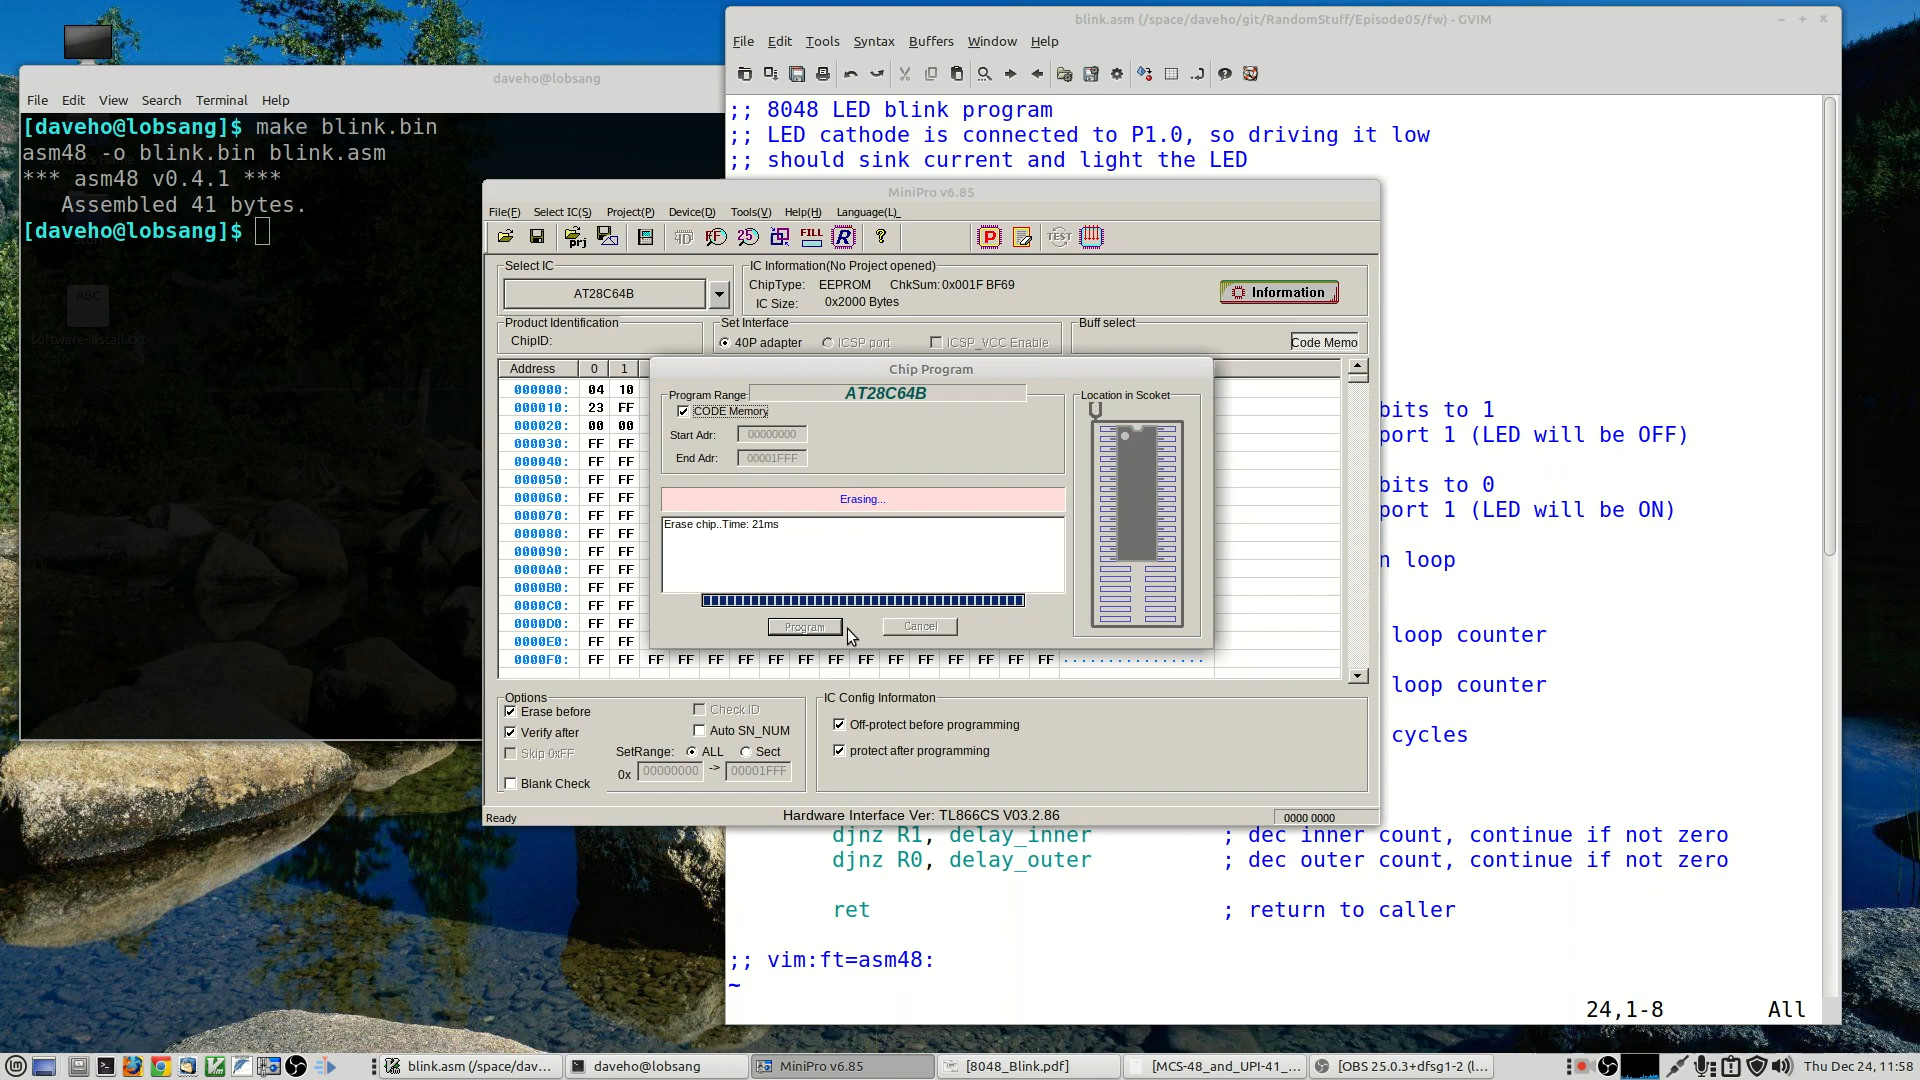 blink.asm (/space/daveho/git/RandomStuff/Episode05/fw) - GVIM
File Edit Tools Syntax Buffers Window Help
;; 8048 LED blink program
;; LED cathode is connected to P1.0, so driving it low
;; should sink current and light the LED
bits to 1
port 1 (LED will be OFF)
bits to 0
port 1 (LED will be ON)
n loop
loop counter
loop counter
cycles
djnz R1, delay_inner ; dec inner count, continue if not zero
djnz R0, delay_outer ; dec outer count, continue if not zero
ret ; return to caller
;; vim:ft=asm48:
~
24,1-8 All
daveho@lobsang
File Edit View Search Terminal Help
[daveho@lobsang]$ make blink.bin
asm48 -o blink.bin blink.asm
*** asm48 v0.4.1 ***
Assembled 41 bytes.
[daveho@lobsang]$
ABC
software-install.txt
MiniPro v6.85
File(F) Select IC(S) Project(P) Device(D) Tools(V) Help(H) Language(L)
prj FF 25 FILL R ? P TEST
Select IC
AT28C64B
IC Information(No Project opened)
ChipType: EEPROM ChkSum:0x001F BF69
IC Size: 0x2000 Bytes
Information
Product Identification
ChipID:
Set Interface
40P adapter ICSP port ICSP_VCC Enable
Buff select
Code Memo
Address 0 1
000000: 04 10
000010: 23 FF
000020: 00 00
000030: FF FF
000040: FF FF
000050: FF FF
000060: FF FF
000070: FF FF
000080: FF FF
000090: FF FF
0000A0: FF FF
0000B0: FF FF
0000C0: FF FF
0000D0: FF FF
0000E0: FF FF
0000F0: FF FF FF FF FF FF FF FF FF FF FF FF FF FF FF FF ................
Chip Program
Program Range
AT28C64B
CODE Memory
Start Adr: 00000000
End Adr: 00001FFF
Location in Scoket
Erasing...
Erase chip..Time: 21ms
Program Cancel
Options
Erase before Check ID
Verify after Auto SN_NUM
Skip 0xFF SetRange: ALL Sect
0x 00000000 -> 00001FFF
Blank Check
IC Config Informaton
Off-protect before programming
protect after programming
Ready Hardware Interface Ver: TL866CS V03.2.86 0000 0000
blink.asm (/space/dav... daveho@lobsang MiniPro v6.85 [8048_Blink.pdf] [MCS-48_and_UPI-41_... [OBS 25.0.3+dfsg1-2 (l... Thu Dec 24, 11:58